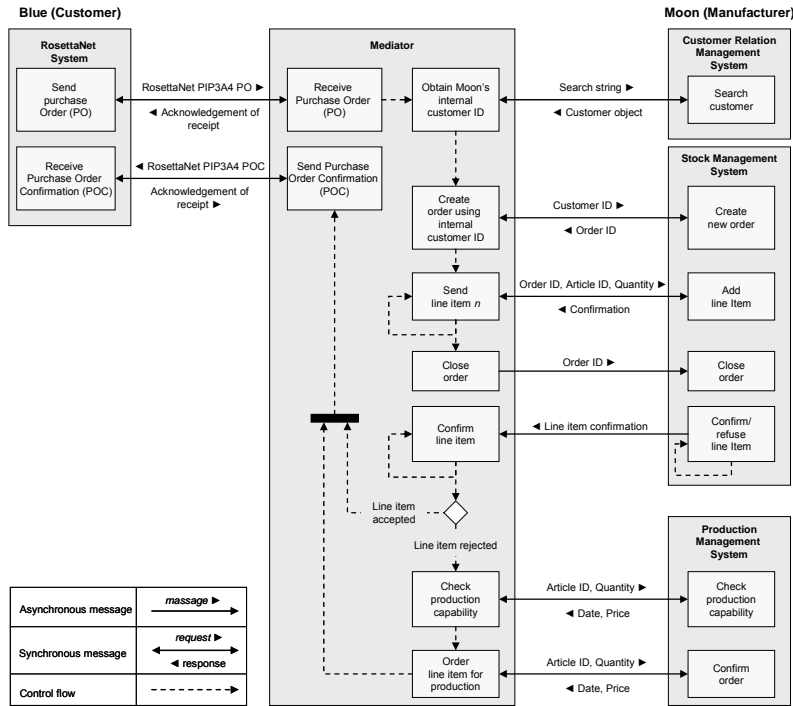 Blue (Customer)
Moon (Manufacturer)
RosettaNet
System
Mediator
Customer Relation
Management
System
Send
purchase
Order (PO)
RosettaNet PIP3A4 PO ►
◄ Acknowledgement of
receipt
Receive
Purchase Order
(PO)
Obtain Moon's
internal
customer ID
Search string ►
◄ Customer object
Search
customer
Receive
Purchase Order
Confirmation (POC)
◄ RosettaNet PIP3A4 POC
Acknowledgement of
receipt ►
Send Purchase
Order Confirmation
(POC)
Stock Management
System
Create
order using
internal
customer ID
Customer ID ►
◄ Order ID
Create
new order
Send
line item n
Order ID, Article ID, Quantity ►
◄ Confirmation
Add
line Item
Close
order
Order ID ►
Close
order
Confirm
line item
◄ Line item confirmation
Confirm/
refuse
line Item
Line item
accepted
Line item rejected
Production
Management
System
Check
production
capability
Article ID, Quantity ►
◄ Date, Price
Check
production
capability
Order
line item for
production
Article ID, Quantity ►
◄ Date, Price
Confirm
order
Asynchronous message
massage ►
Synchronous message
request ►
◄ response
Control flow